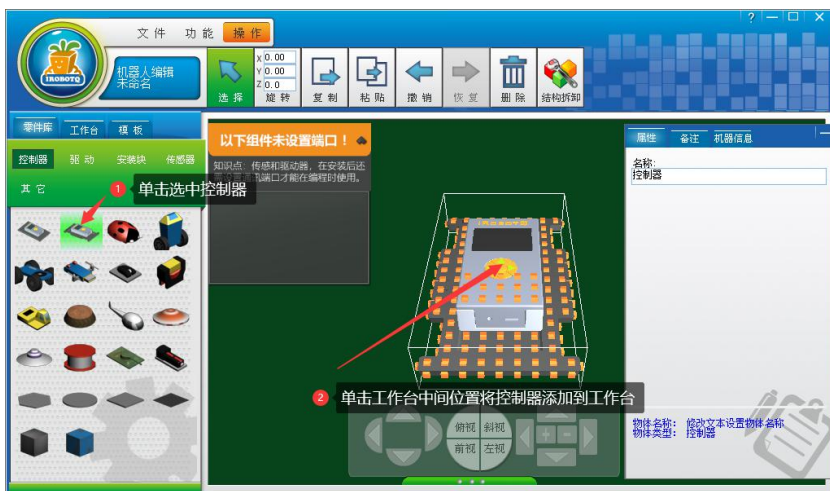 文件 功能 操作
? — □ X
IROBOTQ
机器人编辑
未命名
X 0.00
Y 0.00
Z 0.0
选择 旋转 复制 粘贴 撤销 恢复 删除 结构拆卸
零件库 工作台 模板
控制器 驱动 安装块 传感器
其它
1 单击选中控制器
以下组件未设置端口！
知识点：传感和驱动器，在安装后还
讯端口才能在编程时使用。
IROBOTQ
2 单击工作台中间位置将控制器添加到工作台
俯视 斜视
前视 左视
属性 备注 机器信息
名称:
控制器
物体名称： 修改文本设置物体名称
物体类型： 控制器